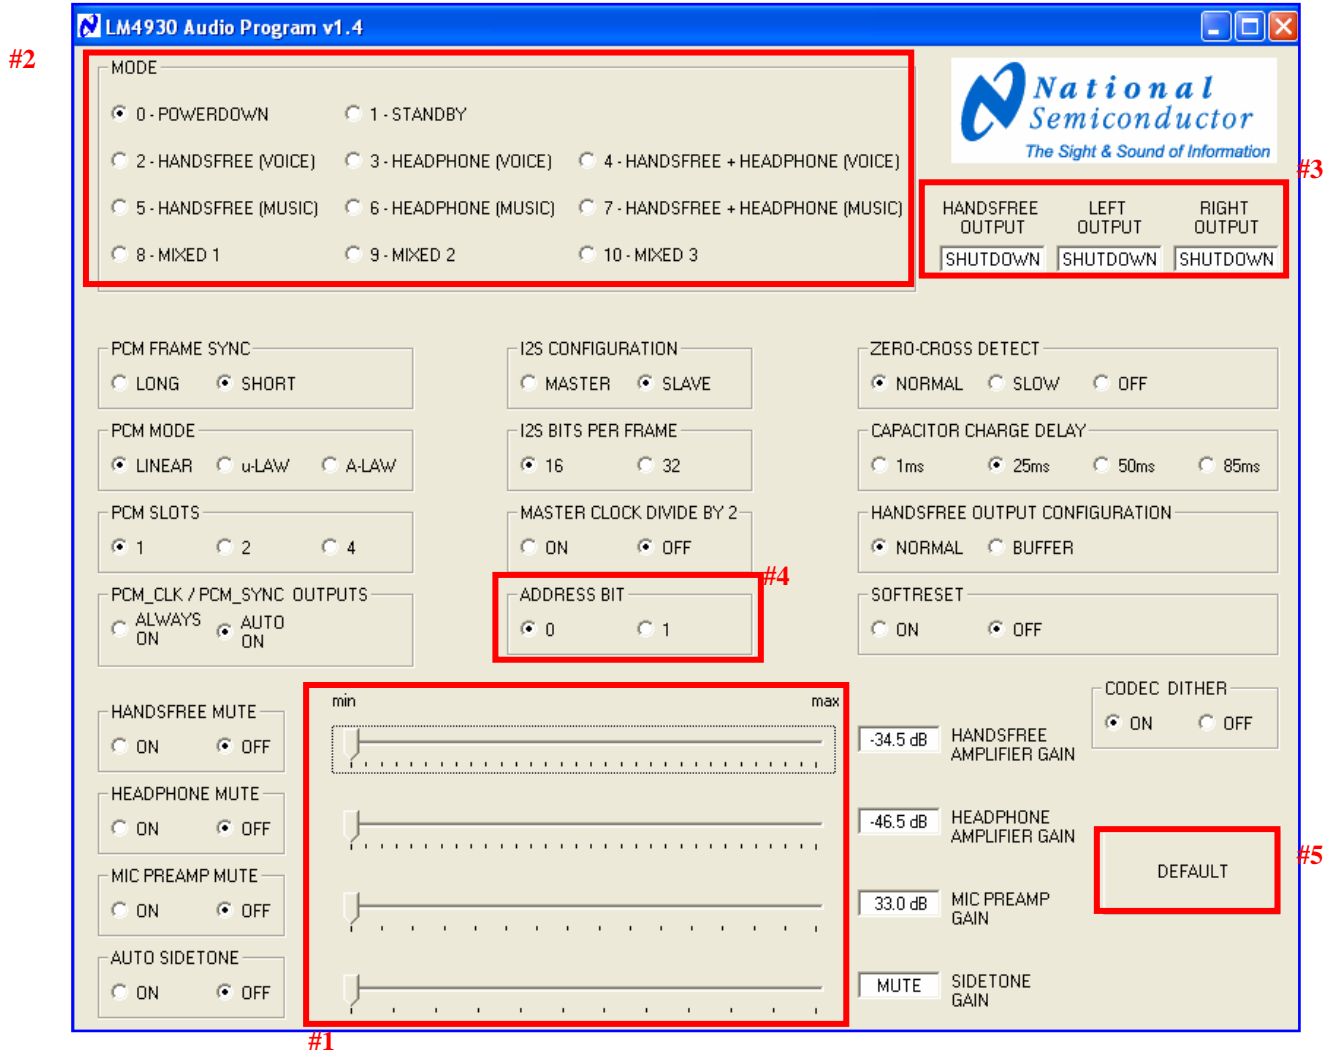 LM4930 Audio Program v1.4
#2
MODE
0 - POWERDOWN 1 - STANDBY
2 - HANDSFREE (VOICE) 3 - HEADPHONE (VOICE) 4 - HANDSFREE + HEADPHONE (VOICE)
5 - HANDSFREE (MUSIC) 6 - HEADPHONE (MUSIC) 7 - HANDSFREE + HEADPHONE (MUSIC)
8 - MIXED 1 9 - MIXED 2 10 - MIXED 3
National
Semiconductor
The Sight & Sound of Information
#3
HANDSFREE OUTPUT LEFT OUTPUT RIGHT OUTPUT
SHUTDOWN SHUTDOWN SHUTDOWN
PCM FRAME SYNC
LONG SHORT
I2S CONFIGURATION
MASTER SLAVE
ZERO-CROSS DETECT
NORMAL SLOW OFF
PCM MODE
LINEAR u-LAW A-LAW
I2S BITS PER FRAME
16 32
CAPACITOR CHARGE DELAY
1ms 25ms 50ms 85ms
PCM SLOTS
1 2 4
MASTER CLOCK DIVIDE BY 2
ON OFF
HANDSFREE OUTPUT CONFIGURATION
NORMAL BUFFER
#4
PCM_CLK / PCM_SYNC OUTPUTS
ALWAYS ON AUTO ON
ADDRESS BIT
0 1
SOFTRESET
ON OFF
HANDSFREE MUTE
ON OFF
min max
-34.5 dB HANDSFREE AMPLIFIER GAIN
CODEC DITHER
ON OFF
HEADPHONE MUTE
ON OFF
-46.5 dB HEADPHONE AMPLIFIER GAIN
MIC PREAMP MUTE
ON OFF
33.0 dB MIC PREAMP GAIN
DEFAULT
#5
AUTO SIDETONE
ON OFF
MUTE SIDETONE GAIN
#1